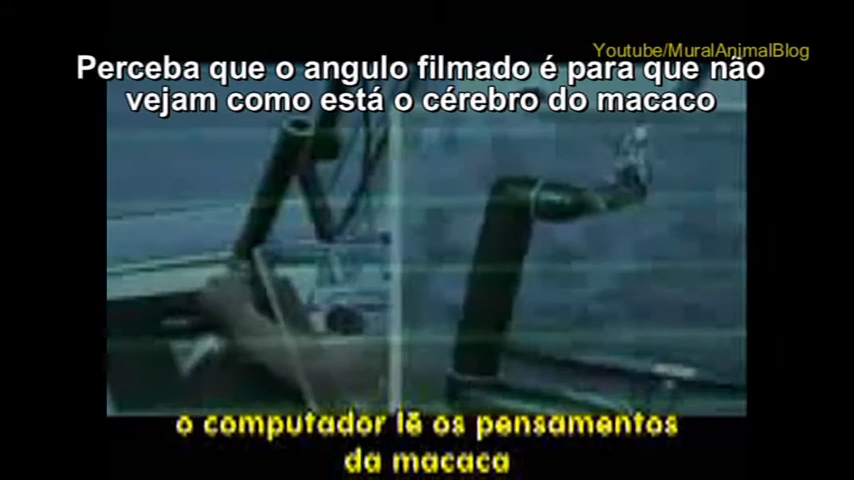 Youtube/MuralAnimalBlog
Perceba que o angulo filmado é para que não
vejam como está o cérebro do macaco
o computador lê os pensamentos
da macaca